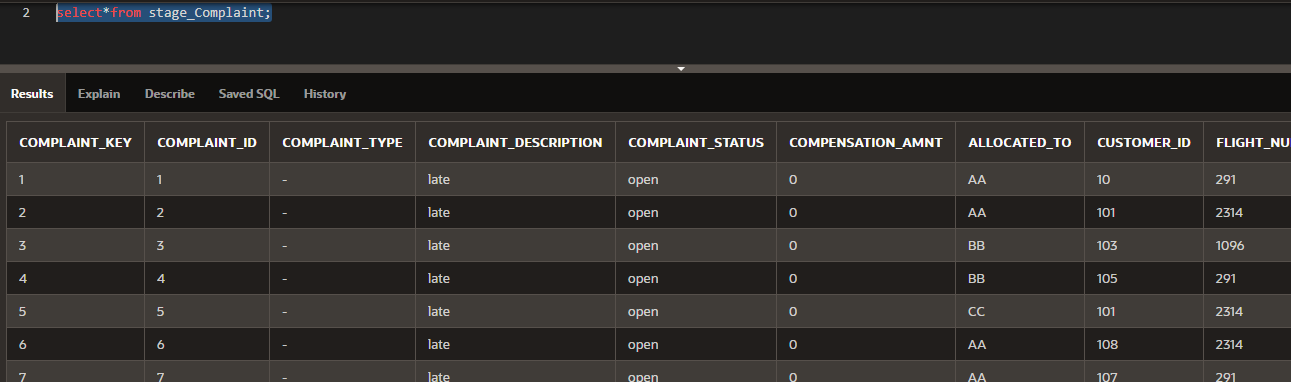 2 select*from stage_Complaint;
Results Explain Describe Saved SQL History
COMPLAINT_KEY COMPLAINT_ID COMPLAINT_TYPE COMPLAINT_DESCRIPTION COMPLAINT_STATUS COMPENSATION_AMNT ALLOCATED_TO CUSTOMER_ID FLIGHT_NU
1 1 - late open 0 AA 10 291
2 2 - late open 0 AA 101 2314
3 3 - late open 0 BB 103 1096
4 4 - late open 0 BB 105 291
5 5 - late open 0 CC 101 2314
6 6 - late open 0 AA 108 2314
7 7 - late open 0 AA 107 291